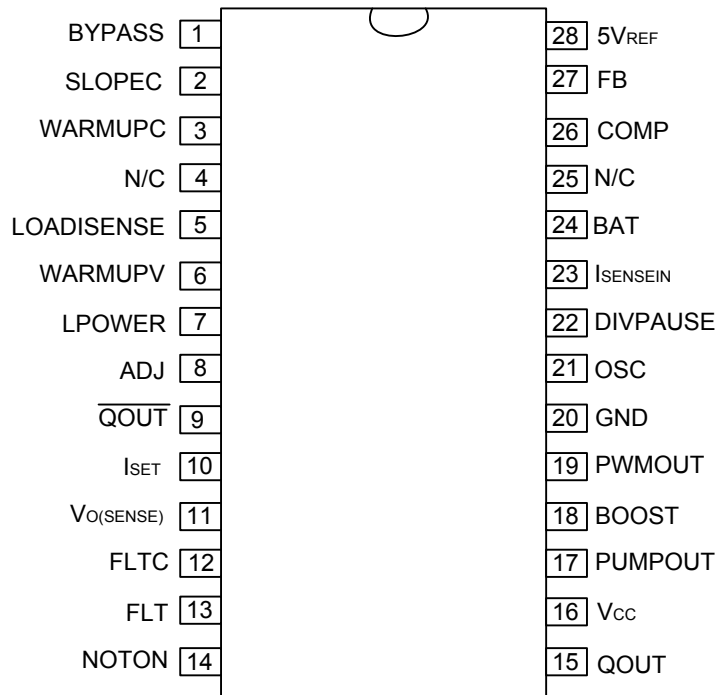 BYPASS 1 28 5VREF
SLOPEC 2 27 FB
WARMUPC 3 26 COMP
N/C 4 25 N/C
LOADISENSE 5 24 BAT
WARMUPV 6 23 ISENSEIN
LPOWER 7 22 DIVPAUSE
ADJ 8 21 OSC
Q̅O̅U̅T̅ 9 20 GND
ISET 10 19 PWMOUT
VO(SENSE) 11 18 BOOST
FLTC 12 17 PUMPOUT
FLT 13 16 VCC
NOTON 14 15 QOUT